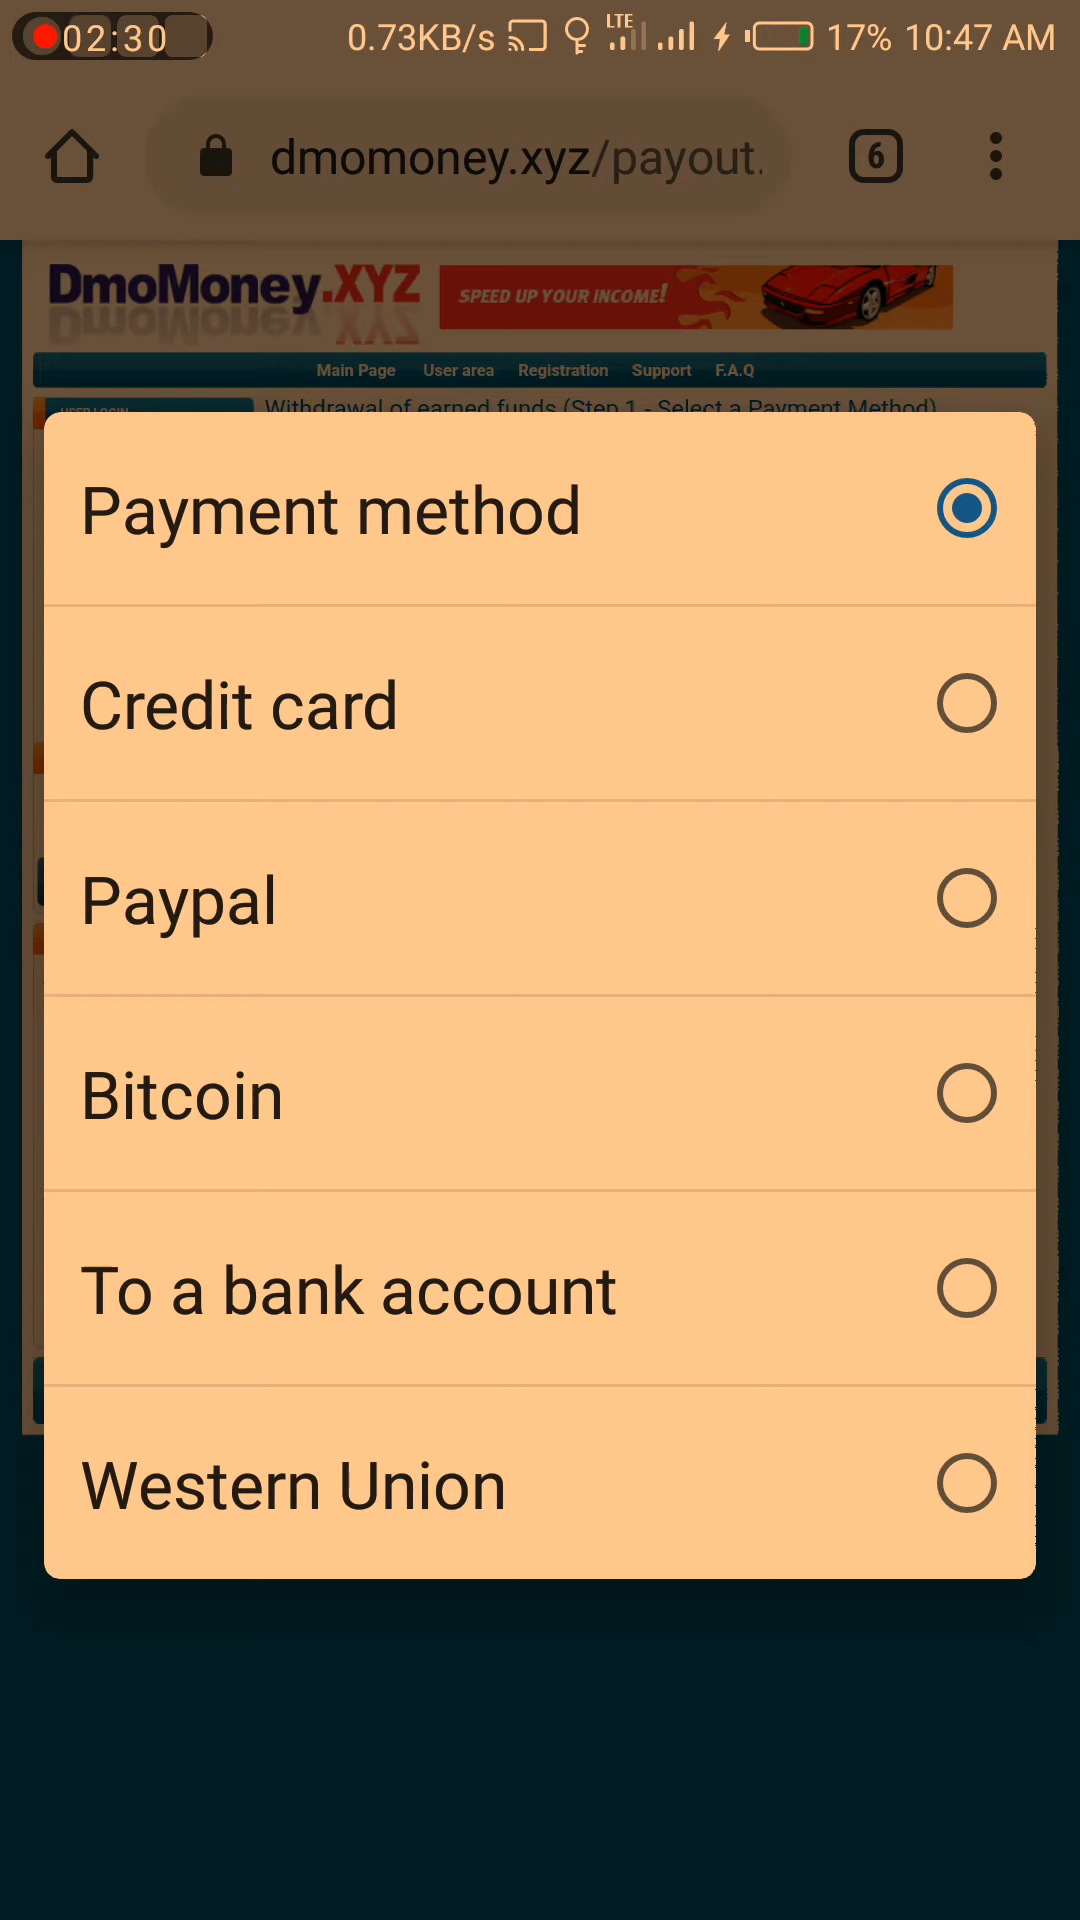 02:30 0.73KB/s LTE 17% 10:47 AM
dmomoney.xyz/payout.
6
DmoMoney.XYZ
SPEED UP YOUR INCOME!
Main Page User area Registration Support F.A.Q
USER LOGIN
Withdrawal of earned funds (Step 1 - Select a Payment Method)
Payment method
Credit card
Paypal
Bitcoin
To a bank account
Western Union